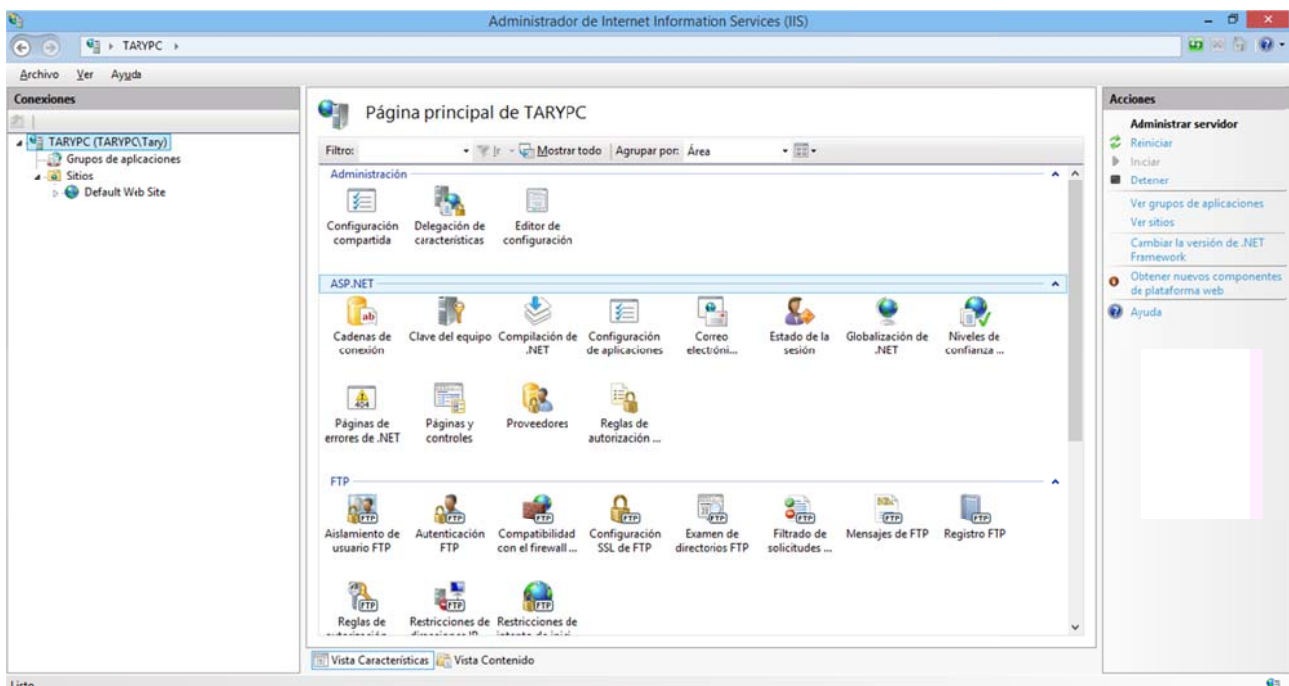 Administrador de Internet Information Services (IIS)
TARYPC
Archivo Ver Ayuda
Conexiones
TARYPC (TARYPC\Tary)
Grupos de aplicaciones
Sitios
Default Web Site
Página principal de TARYPC
Filtro: Ir Mostrar todo Agrupar por: Área
Administración
Configuración compartida
Delegación de características
Editor de configuración
ASP.NET
Cadenas de conexión
Clave del equipo
Compilación de .NET
Configuración de aplicaciones
Correo electróni...
Estado de la sesión
Globalización de .NET
Niveles de confianza ...
Páginas de errores de .NET
Páginas y controles
Proveedores
Reglas de autorización ...
FTP
Aislamiento de usuario FTP
Autenticación FTP
Compatibilidad con el firewall ...
Configuración SSL de FTP
Examen de directorios FTP
Filtrado de solicitudes ...
Mensajes de FTP
Registro FTP
Reglas de
Restricciones de
Restricciones de
Vista Características Vista Contenido
Acciones
Administrar servidor
Reiniciar
Iniciar
Detener
Ver grupos de aplicaciones
Ver sitios
Cambiar la versión de .NET
Framework
Obtener nuevos componentes
de plataforma web
Ayuda
Listo